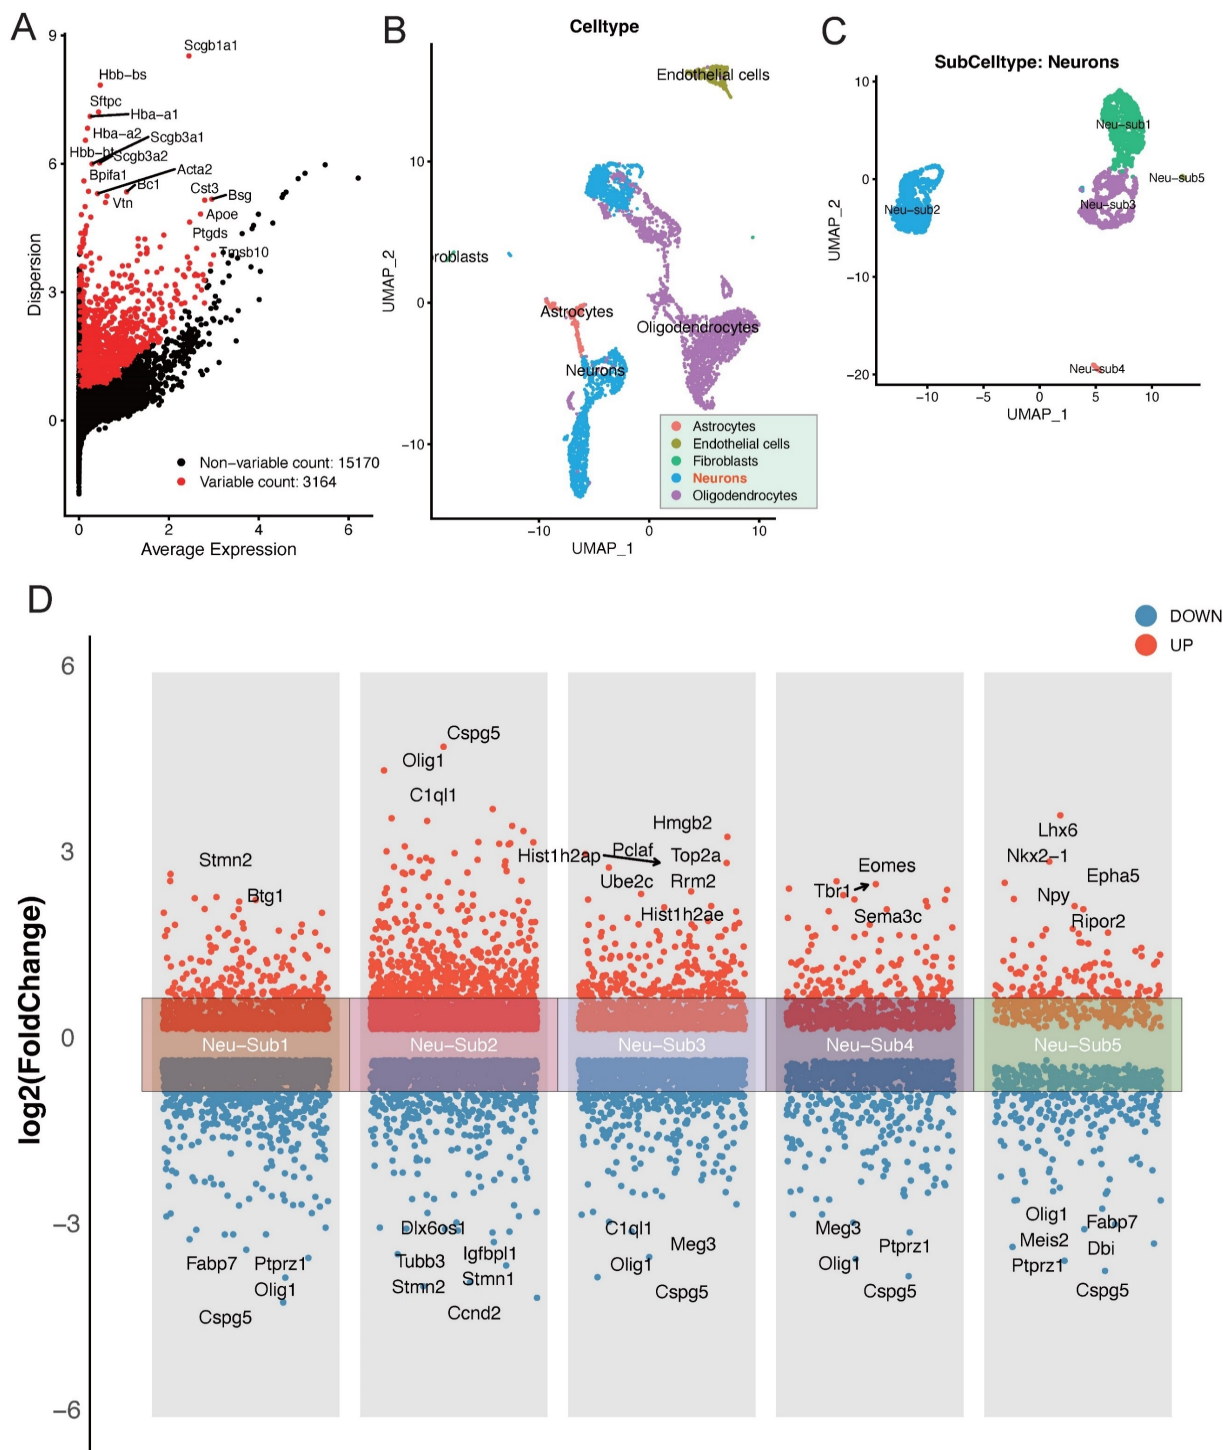 A
9
6
3
0
Dispersion
Scgb1a1
Hbb-bs
Sftpc
Hba-a1
Hba-a2
Scgb3a1
Scgb3a2
Bpifa1
Acta2
Bc1
Vtn
Cst3
Bsg
Apoe
Ptgds
Tmsb10
Non-variable count: 15170
Variable count: 3164
0
2
4
6
Average Expression
B
Celltype
10
0
−10
UMAP_2
Endothelial cells
roblasts
Astrocytes
Oligodendrocytes
Neurons
Astrocytes
Endothelial cells
Fibroblasts
Neurons
Oligodendrocytes
−10
0
10
UMAP_1
C
SubCelltype: Neurons
10
0
−10
−20
UMAP_2
Neu-sub1
Neu-sub5
Neu-sub2
Neu-sub3
Neu-sub4
−10
−5
0
5
10
UMAP_1
D
DOWN
UP
6
3
0
−3
−6
log2(FoldChange)
Stmn2
Btg1
Neu−Sub1
Fabp7
Ptprz1
Olig1
Cspg5
Cspg5
Olig1
C1ql1
Neu−Sub2
Dlx6os1
Tubb3
Igfbpl1
Stmn2
Stmn1
Ccnd2
Hmgb2
Hist1h2ap
Pclaf
Top2a
Ube2c
Rrm2
Hist1h2ae
Neu−Sub3
C1ql1
Meg3
Olig1
Cspg5
Eomes
Tbr1
Sema3c
Neu−Sub4
Meg3
Ptprz1
Olig1
Cspg5
Lhx6
Nkx2−1
Epha5
Npy
Ripor2
Neu−Sub5
Olig1
Fabp7
Meis2
Dbi
Ptprz1
Cspg5